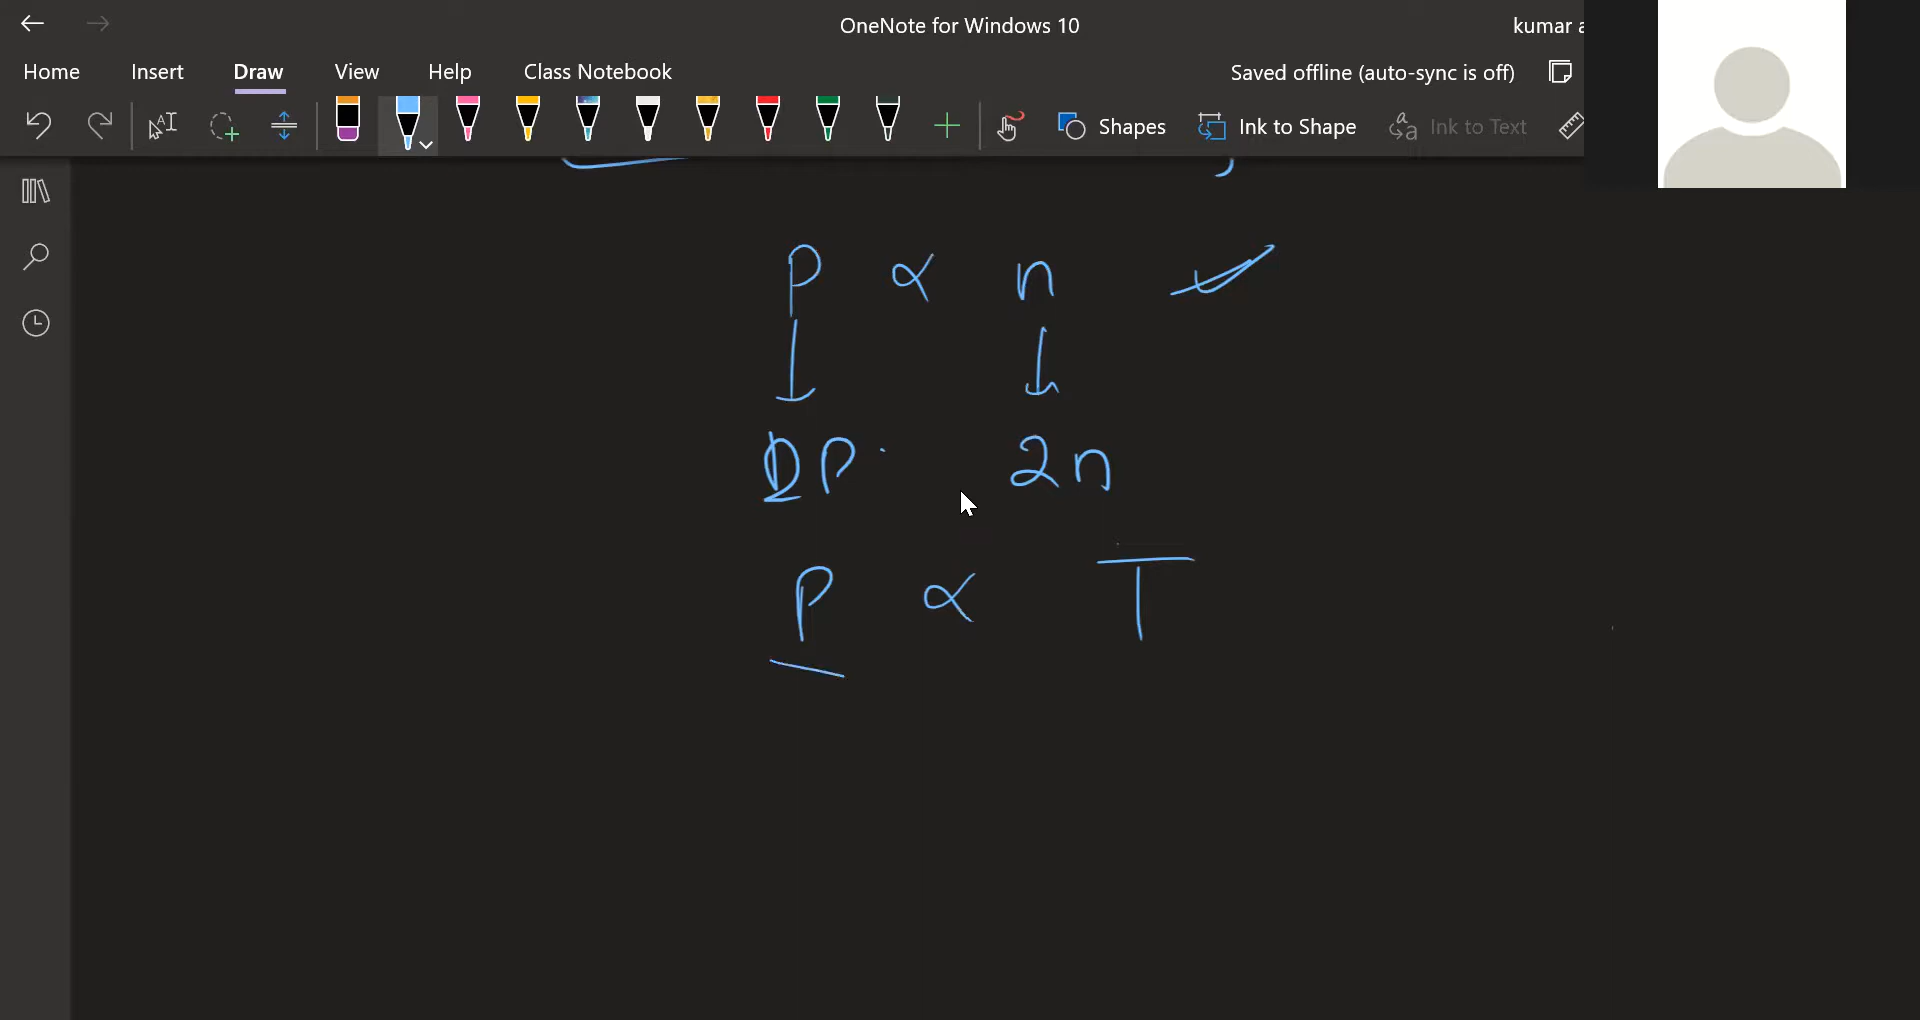 OneNote for Windows 10
kumar a
Home Insert Draw View Help Class Notebook
Saved offline (auto-sync is off)
Shapes Ink to Shape Ink to Text
P ∝ n
DP 2n
P ∝ T